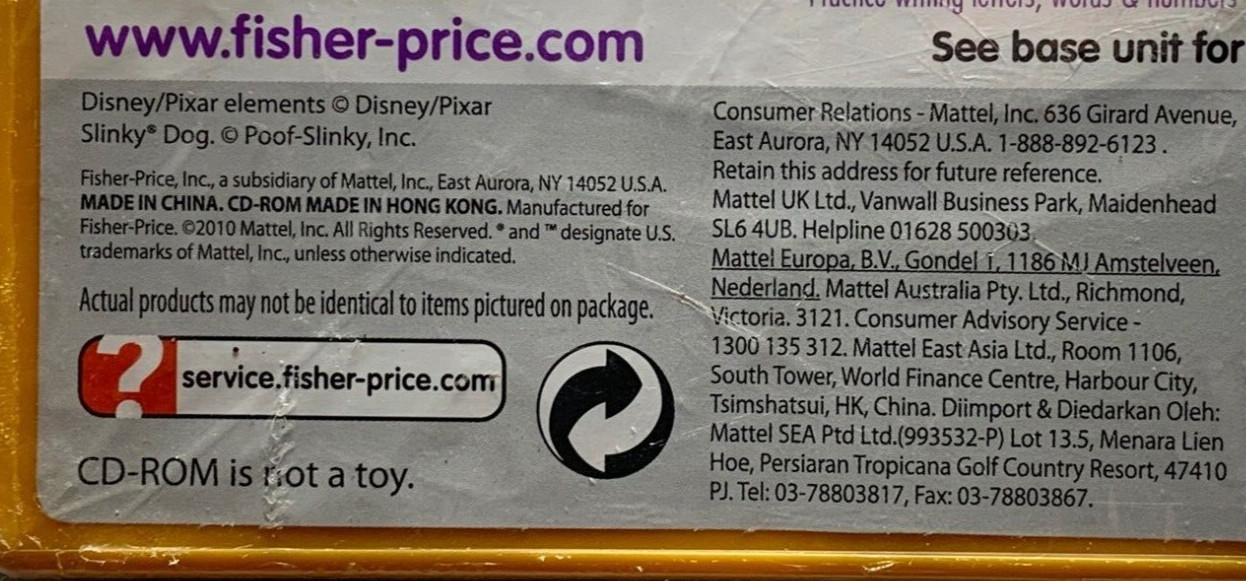 writing letters, words & numbers
www.fisher-price.com
See base unit for
Disney/Pixar elements © Disney/Pixar
Slinky® Dog. © Poof-Slinky, Inc.
Fisher-Price, Inc., a subsidiary of Mattel, Inc., East Aurora, NY 14052 U.S.A.
MADE IN CHINA. CD-ROM MADE IN HONG KONG. Manufactured for
Fisher-Price. ©2010 Mattel, Inc. All Rights Reserved. ® and ™ designate U.S.
trademarks of Mattel, Inc., unless otherwise indicated.
Actual products may not be identical to items pictured on package.
?
service.fisher-price.com
CD-ROM is not a toy.
Consumer Relations - Mattel, Inc. 636 Girard Avenue,
East Aurora, NY 14052 U.S.A. 1-888-892-6123.
Retain this address for future reference.
Mattel UK Ltd., Vanwall Business Park, Maidenhead
SL6 4UB. Helpline 01628 500303.
Mattel Europa, B.V., Gondel 1, 1186 MJ Amstelveen,
Nederland. Mattel Australia Pty. Ltd., Richmond,
Victoria. 3121. Consumer Advisory Service -
1300 135 312. Mattel East Asia Ltd., Room 1106,
South Tower, World Finance Centre, Harbour City,
Tsimshatsui, HK, China. Diimport & Diedarkan Oleh:
Mattel SEA Ptd Ltd.(993532-P) Lot 13.5, Menara Lien
Hoe, Persiaran Tropicana Golf Country Resort, 47410
PJ. Tel: 03-78803817, Fax: 03-78803867.